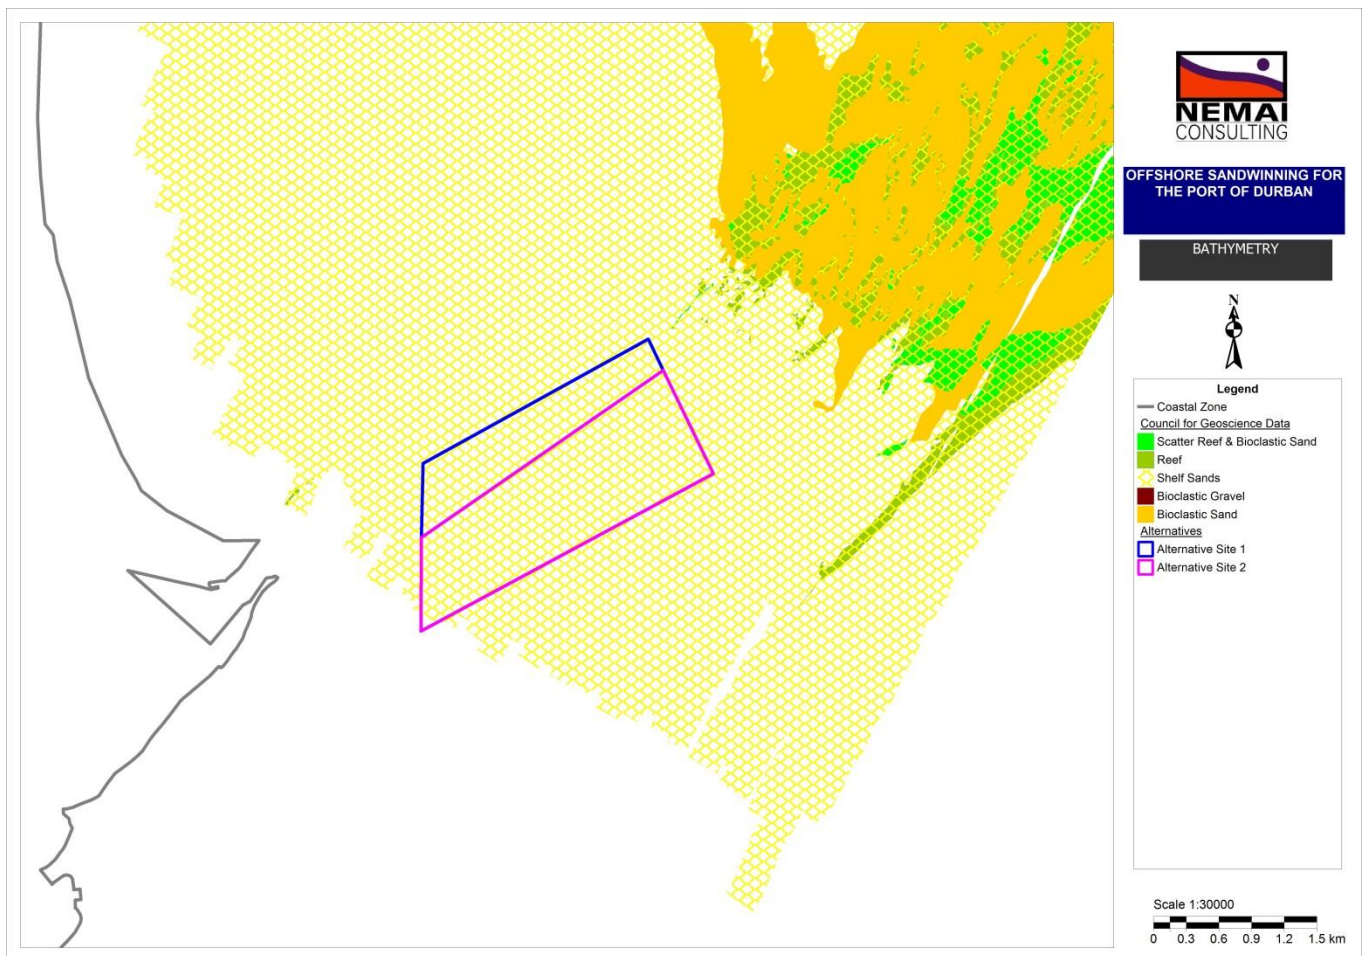 NEMAI
CONSULTING
OFFSHORE SANDWINNING FOR
THE PORT OF DURBAN
BATHYMETRY
N
Legend
Coastal Zone
Council for Geoscience Data
Scatter Reef & Bioclastic Sand
Reef
Shelf Sands
Bioclastic Gravel
Bioclastic Sand
Alternatives
Alternative Site 1
Alternative Site 2
Scale 1:30000
0 0.3 0.6 0.9 1.2 1.5 km